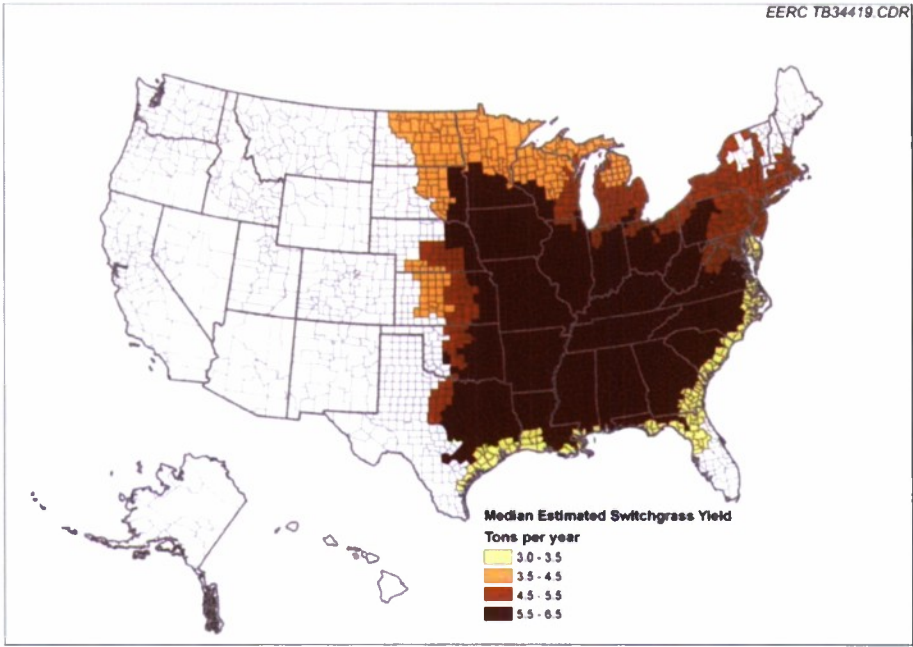 EERC TB34419.CDR
Median Estimated Switchgrass Yield
Tons per year
3.0 - 3.5
3.5 - 4.5
4.5 - 5.5
5.5 - 6.5